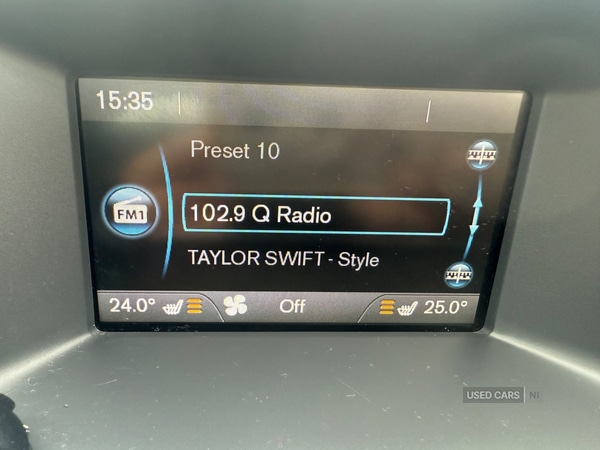 15:35
Preset 10
FM1
102.9 Q Radio
TAYLOR SWIFT - Style
24.0° Off 25.0°
USED CARS NI